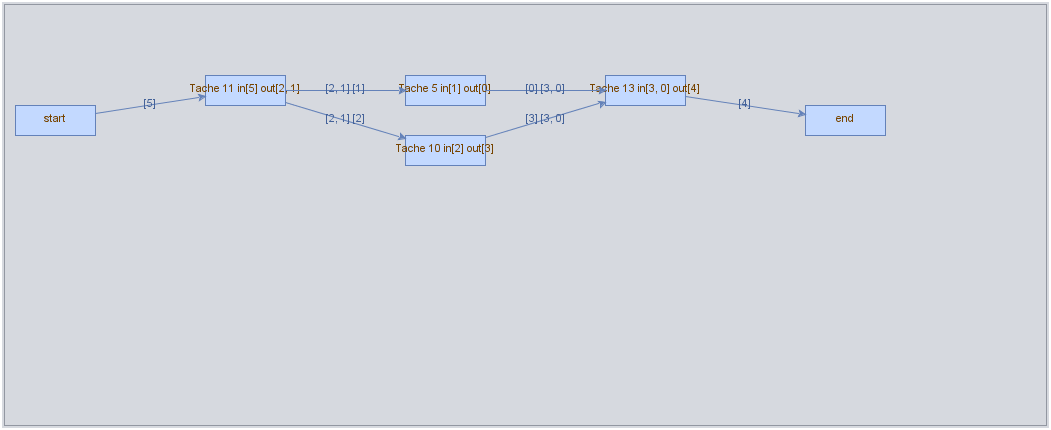 start
[5]
Tache 11 in[5] out[2, 1]
[2, 1] [1]
[2, 1] [2]
Tache 5 in[1] out[0]
Tache 10 in[2] out[3]
[0] [3, 0]
[3] [3, 0]
Tache 13 in[3, 0] out[4]
[4]
end